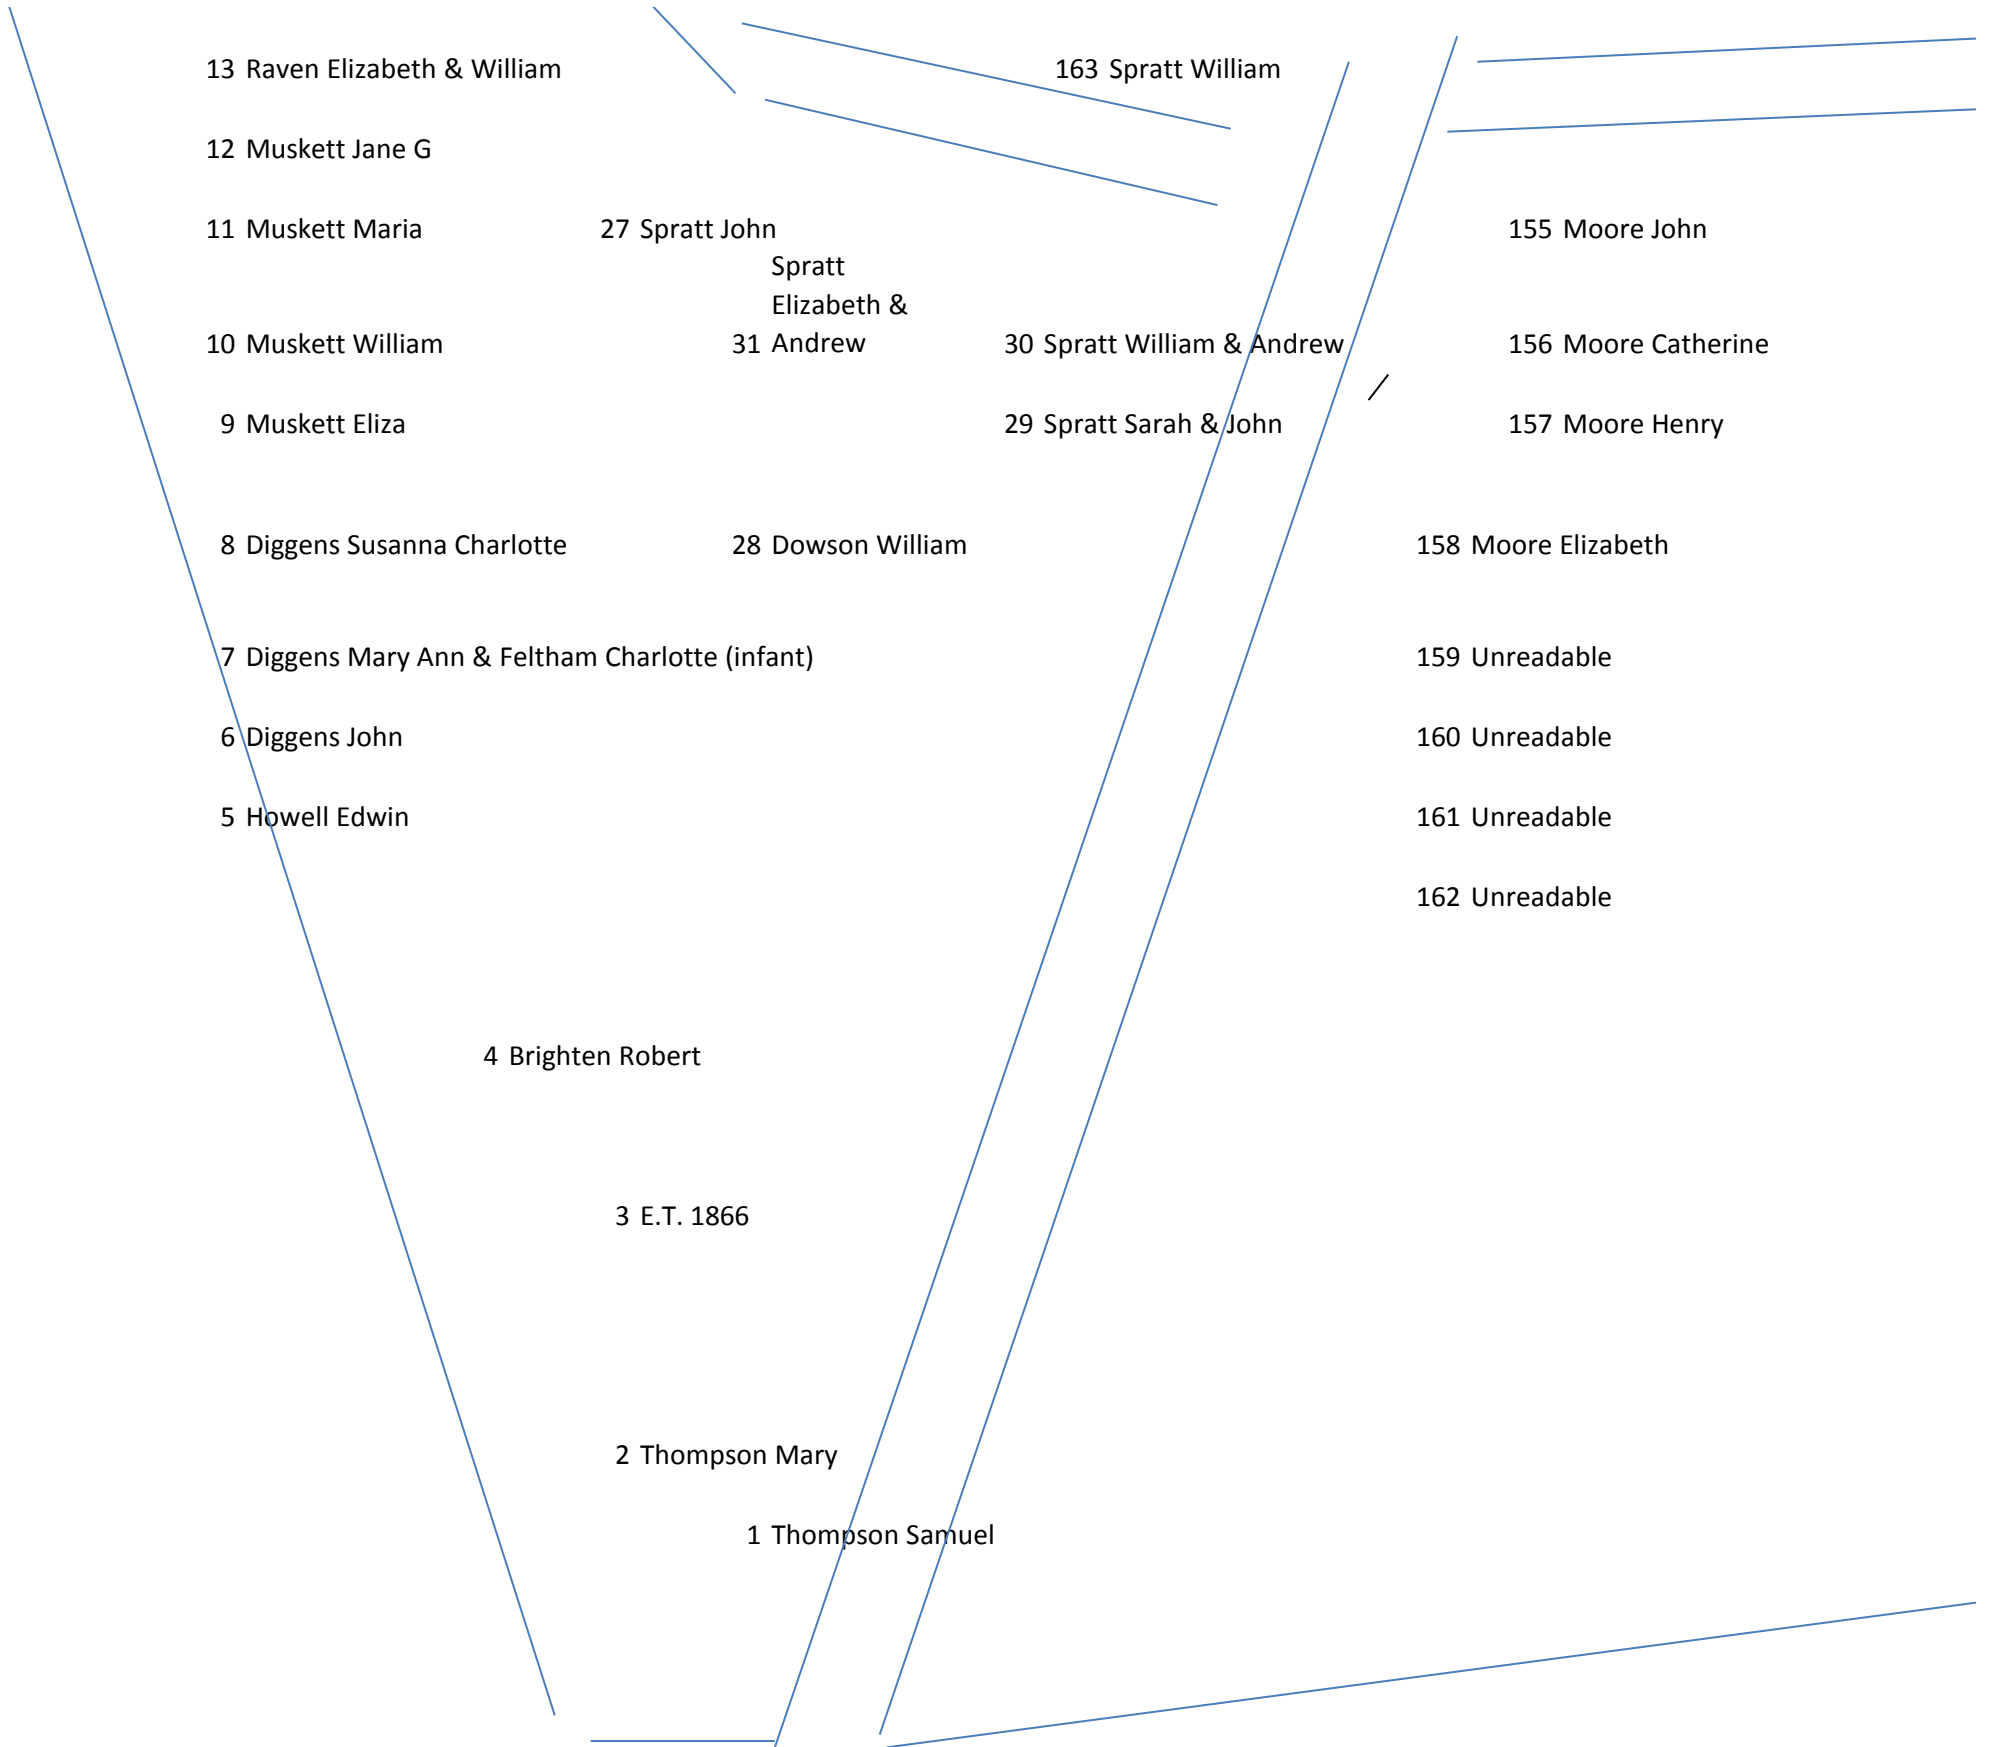 13 Raven Elizabeth & William 163 Spratt William
12 Muskett Jane G
11 Muskett Maria 27 Spratt John 155 Moore John
Spratt
Elizabeth &
10 Muskett William 31 Andrew 30 Spratt William & Andrew 156 Moore Catherine
9 Muskett Eliza 29 Spratt Sarah & John 157 Moore Henry
8 Diggens Susanna Charlotte 28 Dowson William 158 Moore Elizabeth
7 Diggens Mary Ann & Feltham Charlotte (infant) 159 Unreadable
6 Diggens John 160 Unreadable
5 Howell Edwin 161 Unreadable
162 Unreadable
4 Brighten Robert
3 E.T. 1866
2 Thompson Mary
1 Thompson Samuel